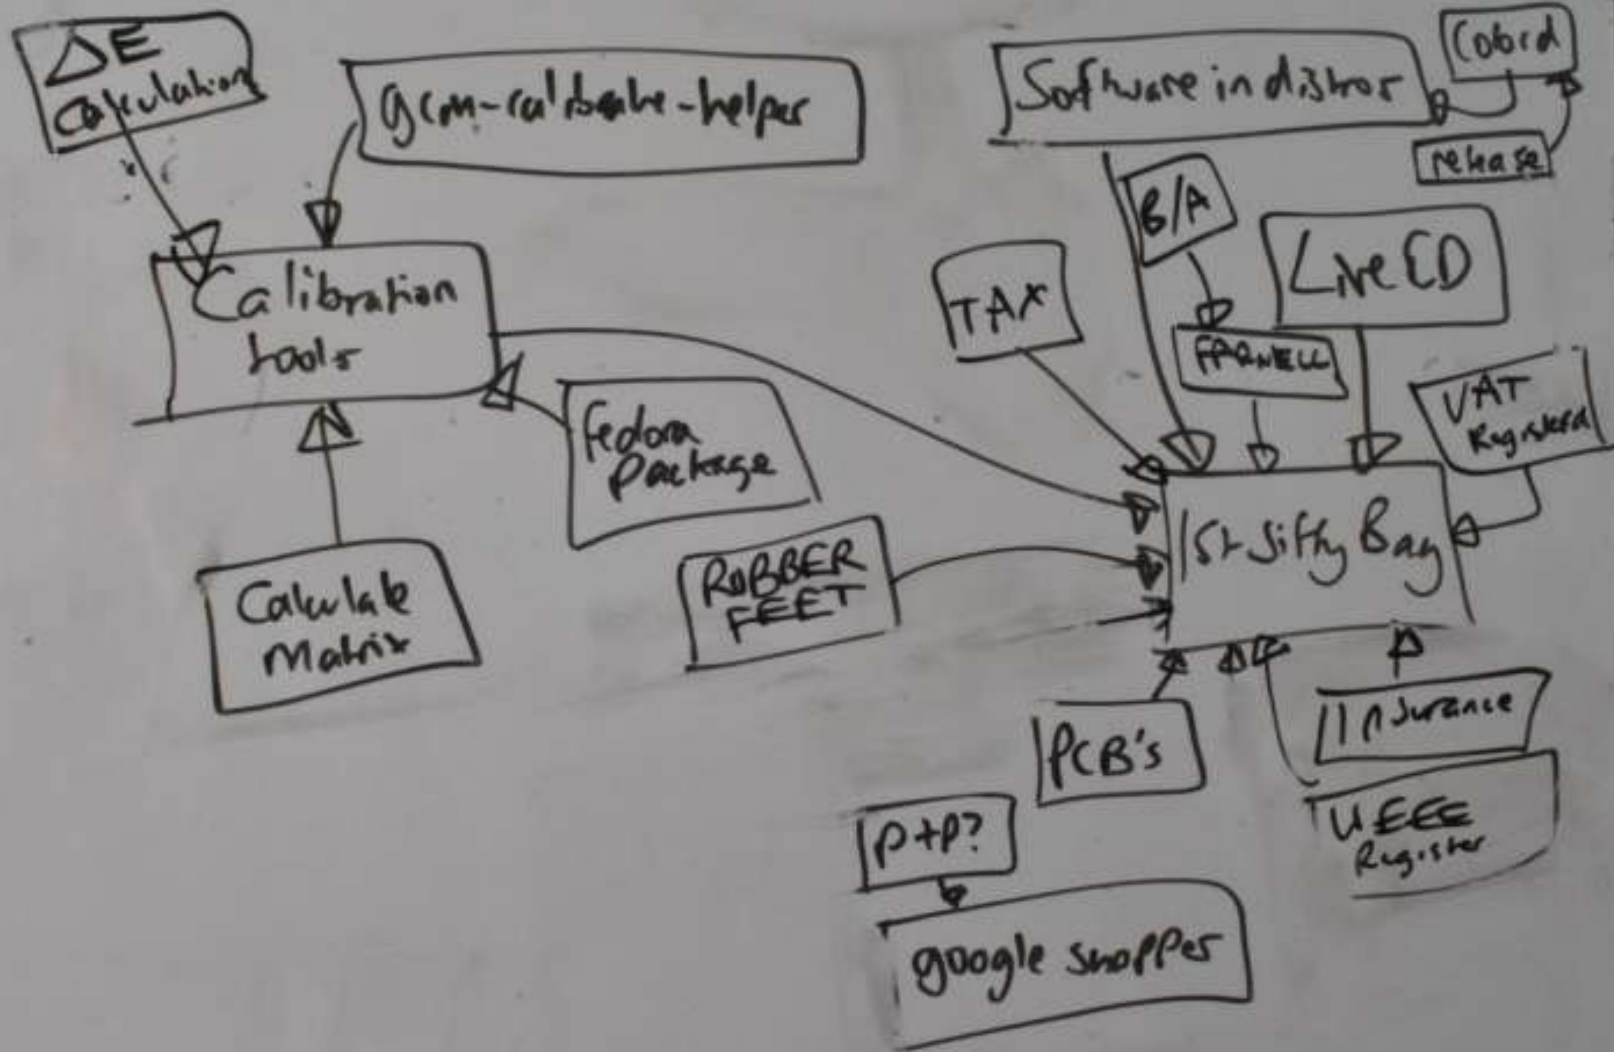 ΔE
Calculation
gcm-calibrate-helper
Software in distros
Colord
release
B/A
Live CD
TAX
FARNELL
VAT
Registered
Calibration
tools
Fedora
Package
1st Jiffy Bag
RUBBER
FEET
Calculate
Matrix
PCB's
Insurance
WEEE
Register
P+P?
google shopper